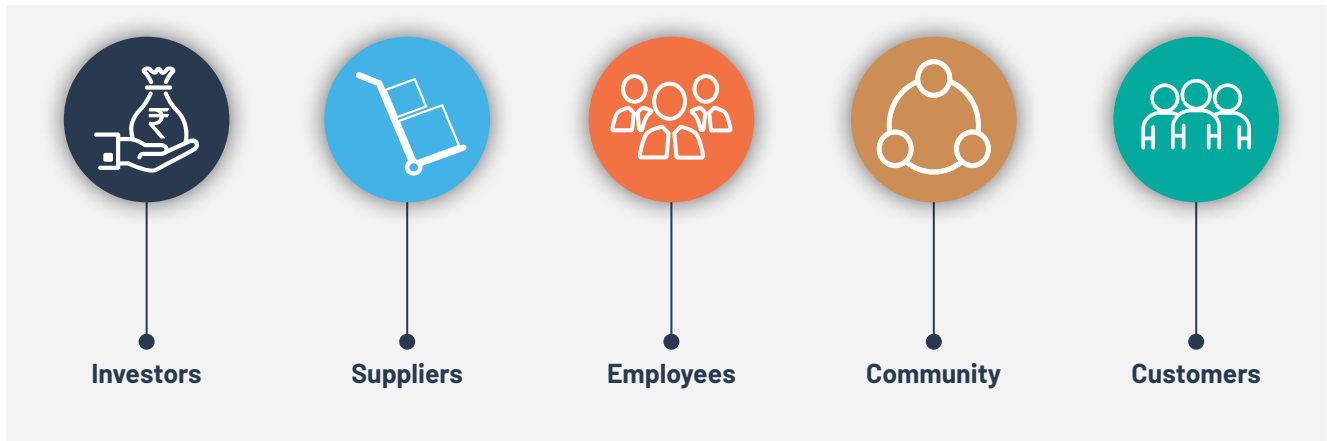 ₹
Investors
Suppliers
Employees
Community
Customers